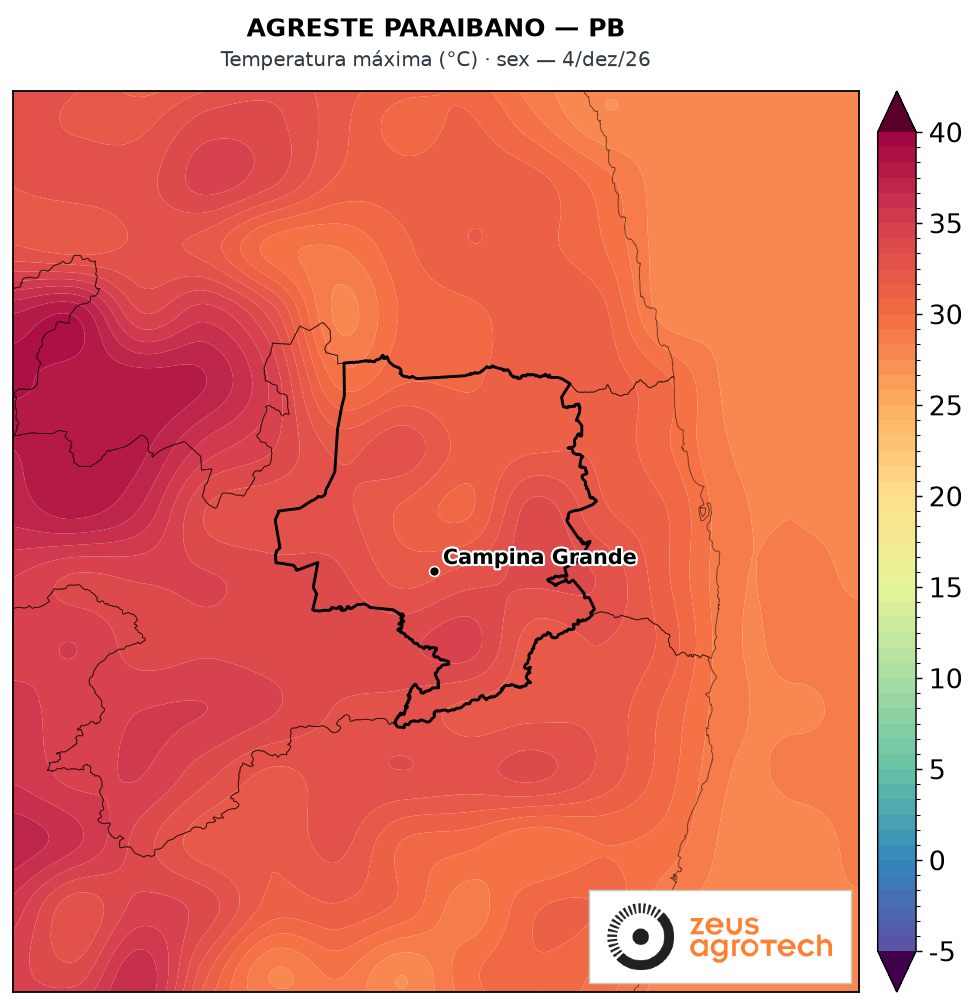 AGRESTE PARAIBANO — PB
Temperatura máxima (°C) · sex — 4/dez/26
40
35
30
25
20
15
10
5
0
-5
Campina Grande
zeus
agrotech